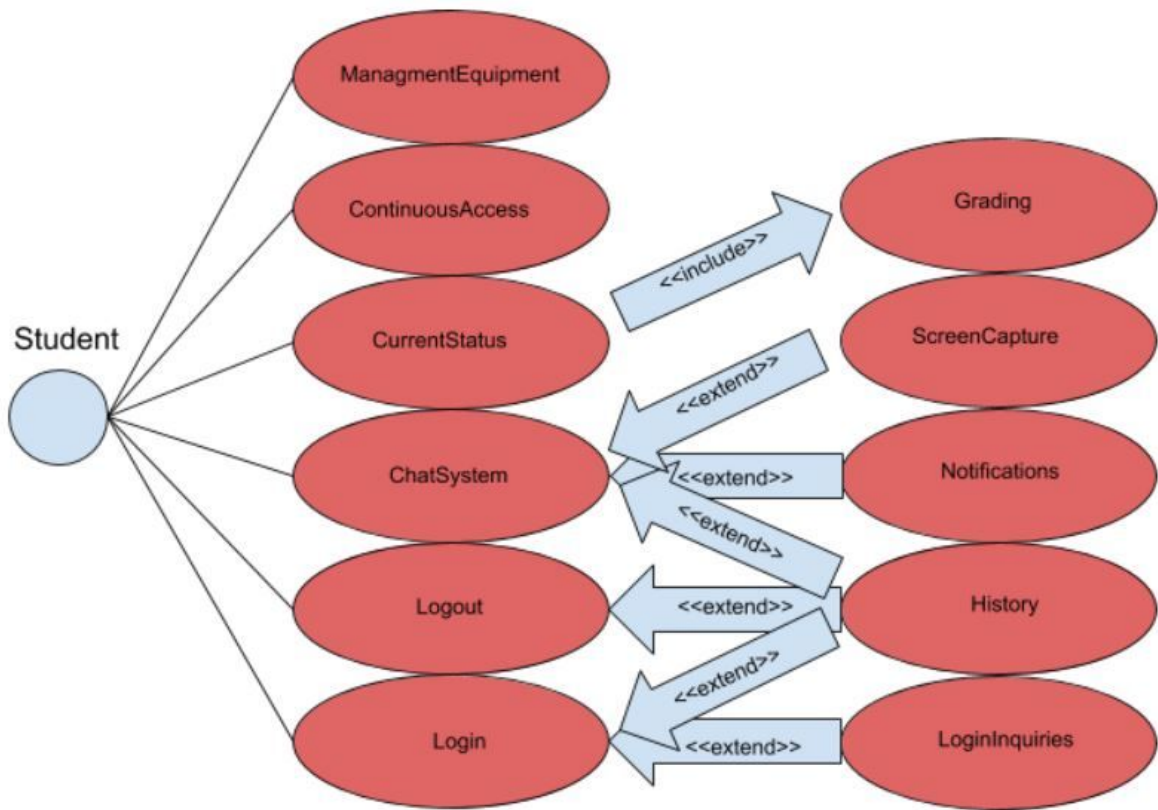 ManagmentEquipment
ContinuousAccess
Grading
<<include>>
Student
CurrentStatus
ScreenCapture
<<extend>>
ChatSystem
<<extend>>
Notifications
<<extend>>
Logout
<<extend>>
History
<<extend>>
Login
<<extend>>
LoginInquiries